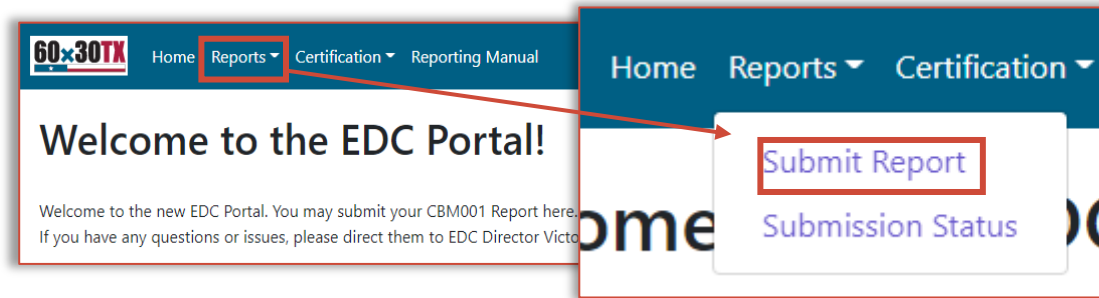 60x30TX Home Reports Certification Reporting Manual
Welcome to the EDC Portal!
Welcome to the new EDC Portal. You may submit your CBM001 Report here.
If you have any questions or issues, please direct them to EDC Director Victo
Home Reports Certification
Submit Report
Submission Status
ome